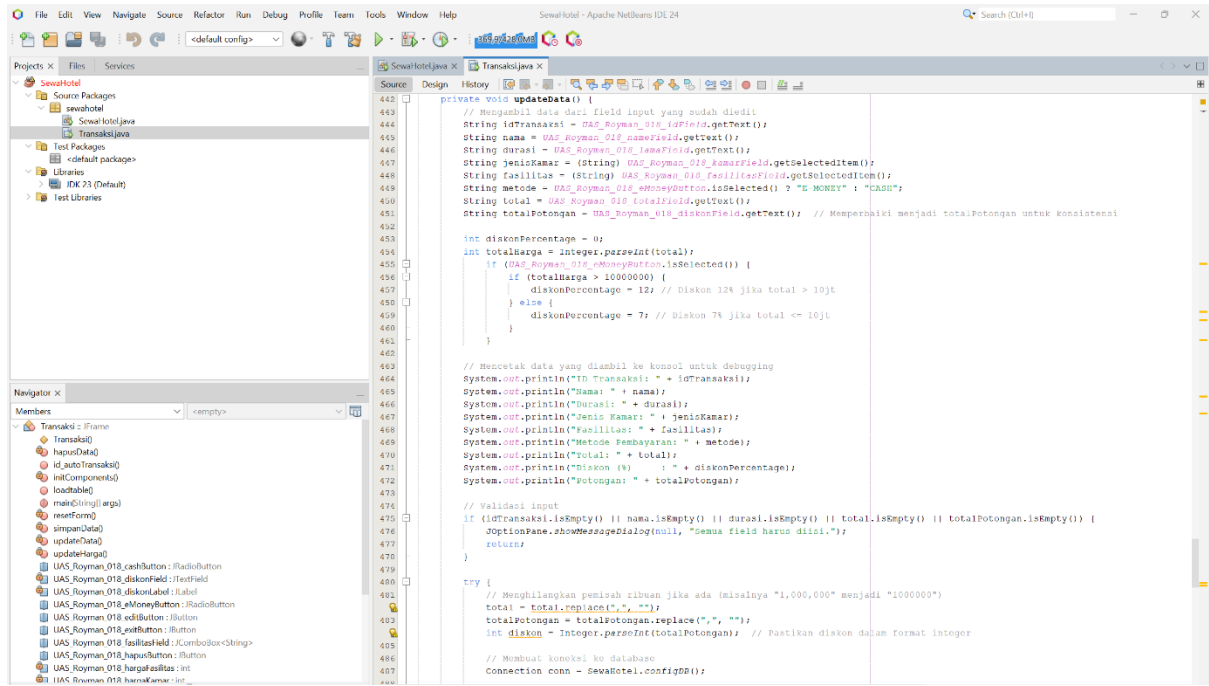 File Edit View Navigate Source Refactor Run Debug Profile Team Tools Window Help SewaHotel - Apache NetBeans IDE 24 Search (Ctrl+I)
<default config> 369,9/428,0MB
Projects Files Services
SewaHotel
Source Packages
sewahotel
SewaHotel.java
Transaksi.java
Test Packages
<default package>
Libraries
JDK 23 (Default)
Test Libraries
Navigator
Members <empty>
Transaksi :: JFrame
Transaksi()
hapusData()
id_autoTransaksi()
initComponents()
loadtable()
main(String[] args)
resetForm()
simpanData()
updateData()
updateHarga()
UAS_Royman_018_cashButton : JRadioButton
UAS_Royman_018_diskonField : JTextField
UAS_Royman_018_diskonLabel : JLabel
UAS_Royman_018_eMoneyButton : JRadioButton
UAS_Royman_018_editButton : JButton
UAS_Royman_018_exitButton : JButton
UAS_Royman_018_fasilitasField : JComboBox<String>
UAS_Royman_018_hapusButton : JButton
UAS_Royman_018_hargaFasilitas : int
UAS_Royman_018_hargaKamar : int
SewaHotel.java Transaksi.java
Source Design History
442 private void updateData() {
443 // Mengambil data dari field input yang sudah diedit
444 String idTransaksi = UAS_Royman_018_idField.getText();
445 String nama = UAS_Royman_018_nameField.getText();
446 String durasi = UAS_Royman_018_lamaField.getText();
447 String jenisKamar = (String) UAS_Royman_018_kamarField.getSelectedItem();
448 String fasilitas = (String) UAS_Royman_018_fasilitasField.getSelectedItem();
449 String metode = UAS_Royman_018_eMoneyButton.isSelected() ? "E-MONEY" : "CASH";
450 String total = UAS_Royman_018_totalField.getText();
451 String totalPotongan = UAS_Royman_018_diskonField.getText(); // Memperbaiki menjadi totalPotongan untuk konsistensi
452
453 int diskonPercentage = 0;
454 int totalHarga = Integer.parseInt(total);
455 if (UAS_Royman_018_eMoneyButton.isSelected()) {
456 if (totalHarga > 10000000) {
457 diskonPercentage = 12; // Diskon 12% jika total > 10jt
458 } else {
459 diskonPercentage = 7; // Diskon 7% jika total <= 10jt
460 }
461 }
462
463 // Mencetak data yang diambil ke konsol untuk debugging
464 System.out.println("ID Transaksi: " + idTransaksi);
465 System.out.println("Nama: " + nama);
466 System.out.println("Durasi: " + durasi);
467 System.out.println("Jenis Kamar: " + jenisKamar);
468 System.out.println("Fasilitas: " + fasilitas);
469 System.out.println("Metode Pembayaran: " + metode);
470 System.out.println("Total: " + total);
471 System.out.println("Diskon (%) : " + diskonPercentage);
472 System.out.println("Potongan: " + totalPotongan);
473
474 // Validasi input
475 if (idTransaksi.isEmpty() || nama.isEmpty() || durasi.isEmpty() || total.isEmpty() || totalPotongan.isEmpty()) {
476 JOptionPane.showMessageDialog(null, "Semua field harus diisi.");
477 return;
478 }
479
480 try {
481 // Menghilangkan pemisah ribuan jika ada (misalnya "1,000,000" menjadi "1000000")
total = total.replace(",", "");
483 totalPotongan = totalPotongan.replace(",", "");
int diskon = Integer.parseInt(totalPotongan); // Pastikan diskon dalam format integer
485
486 // Membuat koneksi ke database
487 Connection conn = SewaHotel.configDB();
488